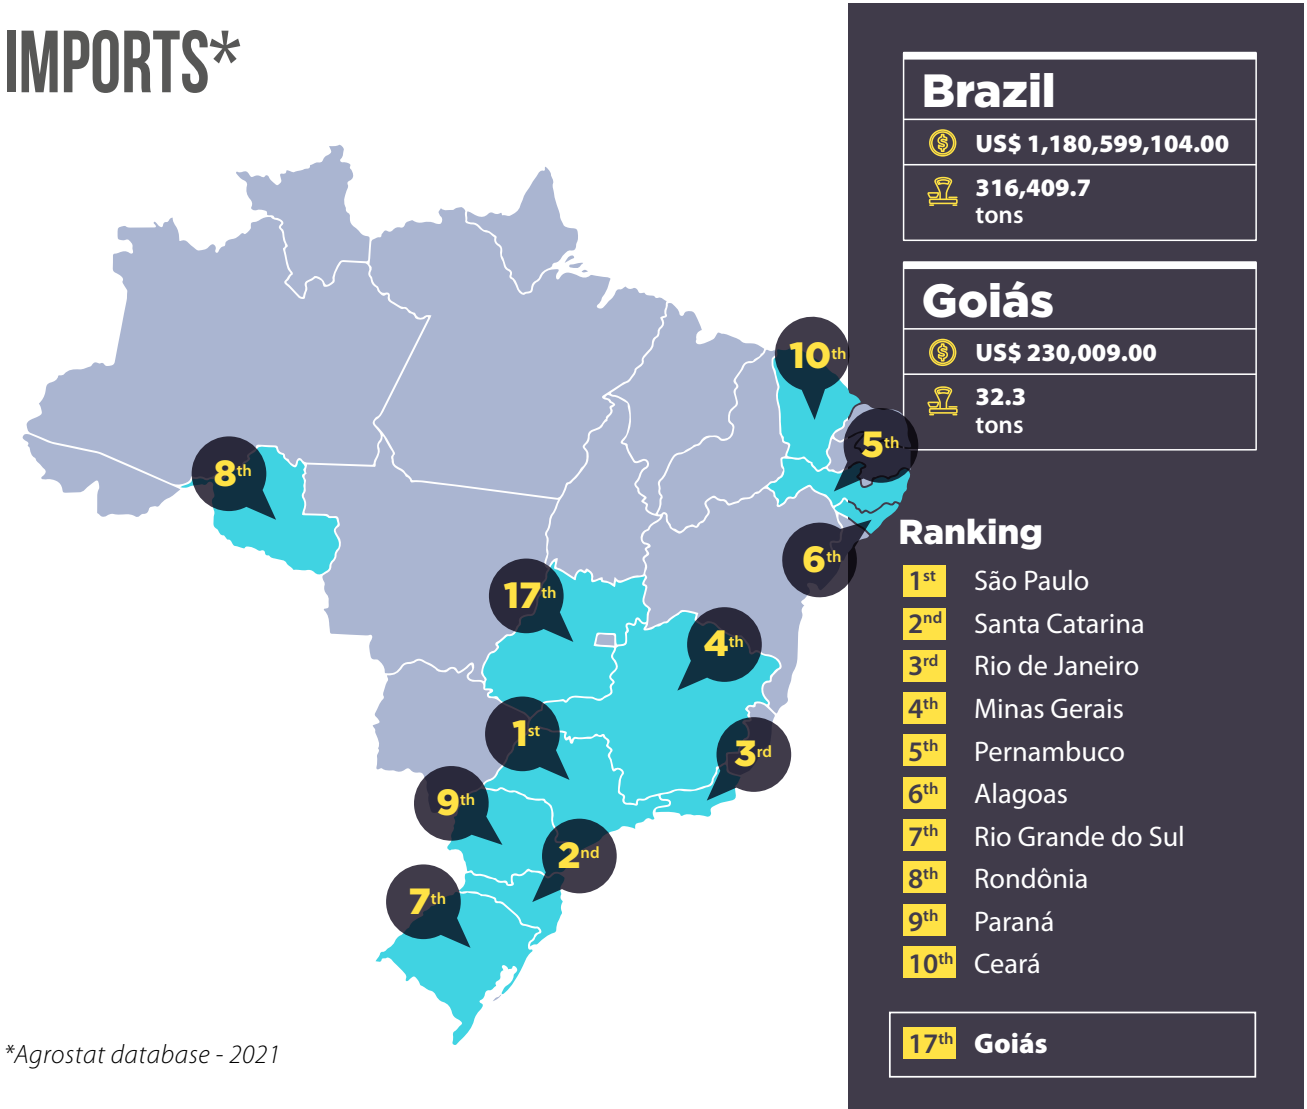 IMPORTS*
Brazil
US$ 1,180,599,104.00
316,409.7
tons
Goiás
US$ 230,009.00
32.3
tons
10th
5th
8th
6th
17th
4th
1st
3rd
9th
2nd
7th
Ranking
1st São Paulo
2nd Santa Catarina
3rd Rio de Janeiro
4th Minas Gerais
5th Pernambuco
6th Alagoas
7th Rio Grande do Sul
8th Rondônia
9th Paraná
10th Ceará
17th Goiás
*Agrostat database - 2021